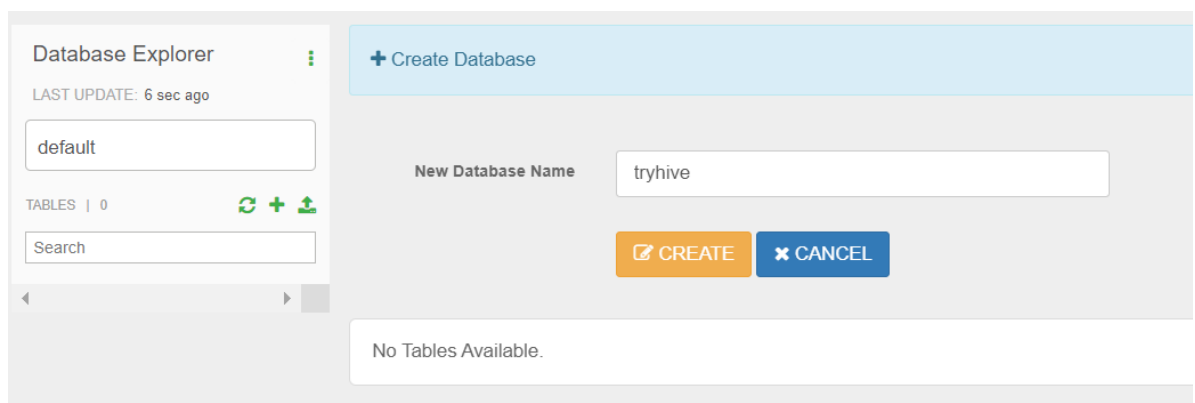 Database Explorer
LAST UPDATE: 6 sec ago
default
TABLES | 0
Search
Create Database
New Database Name
tryhive
CREATE
CANCEL
No Tables Available.